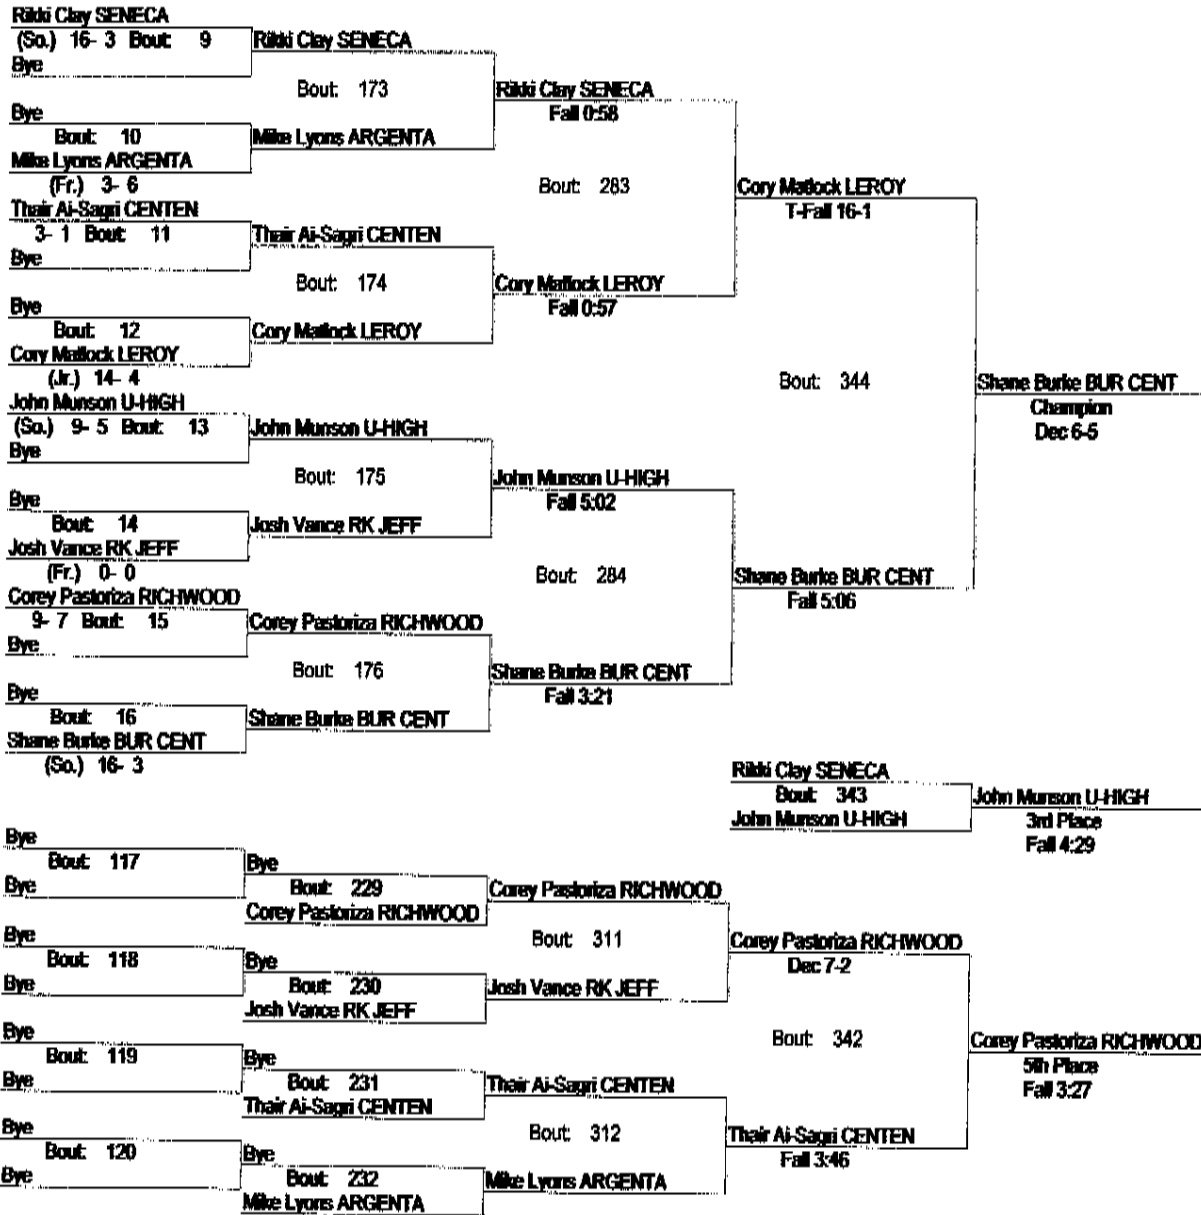 Rikki Clay SENECA
(So.) 16- 3 Bout: 9
Bye
Rikki Clay SENECA
Bout: 173
Bye
Bout: 10
Mike Lyons ARGENTA
(Fr.) 3- 6
Mike Lyons ARGENTA
Rikki Clay SENECA
Fall 0:58
Bout: 283
Thair Al-Sagri CENTEN
3- 1 Bout: 11
Bye
Thair Al-Sagri CENTEN
Bout: 174
Bye
Bout: 12
Cory Matlock LEROY
(Jr.) 14- 4
Cory Matlock LEROY
Cory Matlock LEROY
Fall 0:57
Cory Matlock LEROY
T-Fall 16-1
Bout: 344
John Munson U-HIGH
(So.) 9- 5 Bout: 13
Bye
John Munson U-HIGH
Bout: 175
Bye
Bout: 14
Josh Vance RK JEFF
(Fr.) 0- 0
Josh Vance RK JEFF
John Munson U-HIGH
Fall 5:02
Bout: 284
Corey Pastoriza RICHWOOD
9- 7 Bout: 15
Bye
Corey Pastoriza RICHWOOD
Bout: 176
Bye
Bout: 16
Shane Burke BUR CENT
(So.) 16- 3
Shane Burke BUR CENT
Shane Burke BUR CENT
Fall 3:21
Shane Burke BUR CENT
Fall 5:06
Shane Burke BUR CENT
Champion
Dec 6-5
Rikki Clay SENECA
Bout: 343
John Munson U-HIGH
John Munson U-HIGH
3rd Place
Fall 4:29
Bye
Bout: 117
Bye
Bye
Bout: 229
Corey Pastoriza RICHWOOD
Corey Pastoriza RICHWOOD
Bout: 311
Bye
Bout: 118
Bye
Bye
Bout: 230
Josh Vance RK JEFF
Josh Vance RK JEFF
Corey Pastoriza RICHWOOD
Dec 7-2
Bout: 342
Bye
Bout: 119
Bye
Bye
Bout: 231
Thair Al-Sagri CENTEN
Thair Al-Sagri CENTEN
Bout: 312
Bye
Bout: 120
Bye
Bye
Bout: 232
Mike Lyons ARGENTA
Mike Lyons ARGENTA
Thair Al-Sagri CENTEN
Fall 3:46
Corey Pastoriza RICHWOOD
5th Place
Fall 3:27